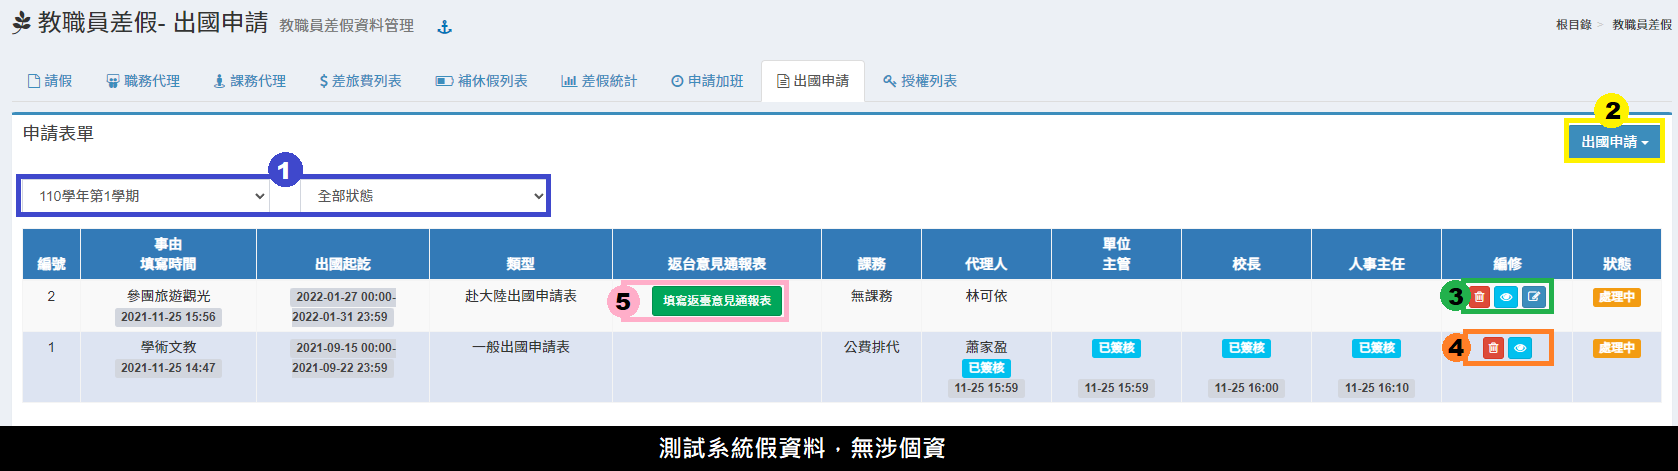 教職員差假- 出國申請 教職員差假資料管理
根目錄 > 教職員差假
請假 職務代理 課務代理 $ 差旅費列表 補休假列表 差假統計 申請加班 出國申請 授權列表
申請表單
2
出國申請
1
110學年第1學期 全部狀態
編號 事由 填寫時間 出國起訖 類型 返台意見通報表 課務 代理人 單位主管 校長 人事主任 編修 狀態
2 參團旅遊觀光 2022-01-27 00:00- 赴大陸出國申請表 5 填寫返臺意見通報表 無課務 林可依 3 處理中
2021-11-25 15:56 2022-01-31 23:59
1 學術文教 2021-09-15 00:00- 一般出國申請表 公費排代 蕭家盈 已簽核 已簽核 已簽核 4 處理中
2021-11-25 14:47 2021-09-22 23:59 已簽核
11-25 15:59 11-25 15:59 11-25 16:00 11-25 16:10
測試系統假資料，無涉個資